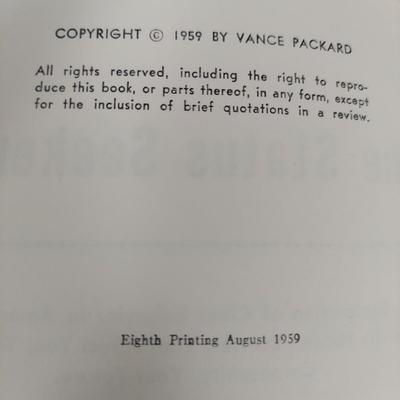 COPYRIGHT © 1959 BY VANCE PACKARD
All rights reserved, including the right to repro-
duce this book, or parts thereof, in any form, except
for the inclusion of brief quotations in a review.
Eighth Printing August 1959